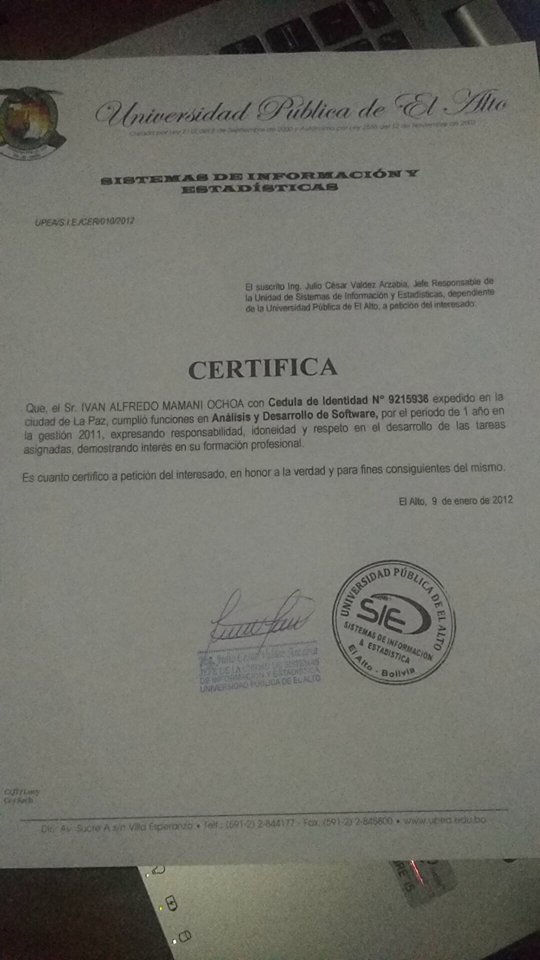 Universidad Pública de El Alto
Creada por Ley 2115 del 5 de Septiembre de 2000 y Autónoma por Ley 2556 del 12 de Noviembre de 2003
SISTEMAS DE INFORMACIÓN Y
ESTADÍSTICAS
UPEA/S.I.E./CER/010/2012
El suscrito Ing. Julio César Valdez Arzabia, Jefe Responsable de
la Unidad de Sistemas de Información y Estadísticas, dependiente
de la Universidad Pública de El Alto, a petición del interesado:
CERTIFICA
Que, el Sr. IVAN ALFREDO MAMANI OCHOA con Cedula de Identidad N° 9215936 expedido en la
ciudad de La Paz, cumplió funciones en Análisis y Desarrollo de Software, por el periodo de 1 año en
la gestión 2011, expresando responsabilidad, idoneidad y respeto en el desarrollo de las tareas
asignadas, demostrando interés en su formación profesional.
Es cuanto certifico a petición del interesado, en honor a la verdad y para fines consiguientes del mismo.
El Alto, 9 de enero de 2012
Ing. Julio César Valdez Arzabia
JEFE DE LA UNIDAD DE SISTEMAS
DE INFORMACIÓN Y ESTADÍSTICA
UNIVERSIDAD PÚBLICA DE EL ALTO
UNIVERSIDAD PÚBLICA DE EL ALTO
SIE
SISTEMAS DE INFORMACIÓN
& ESTADÍSTICA
El Alto - Bolivia
Dir. Av. Sucre A s/n Villa Esperanza • Telf.: (591-2) 2-844177 - Fax. (591-2) 2-845800 • www.upea.edu.bo